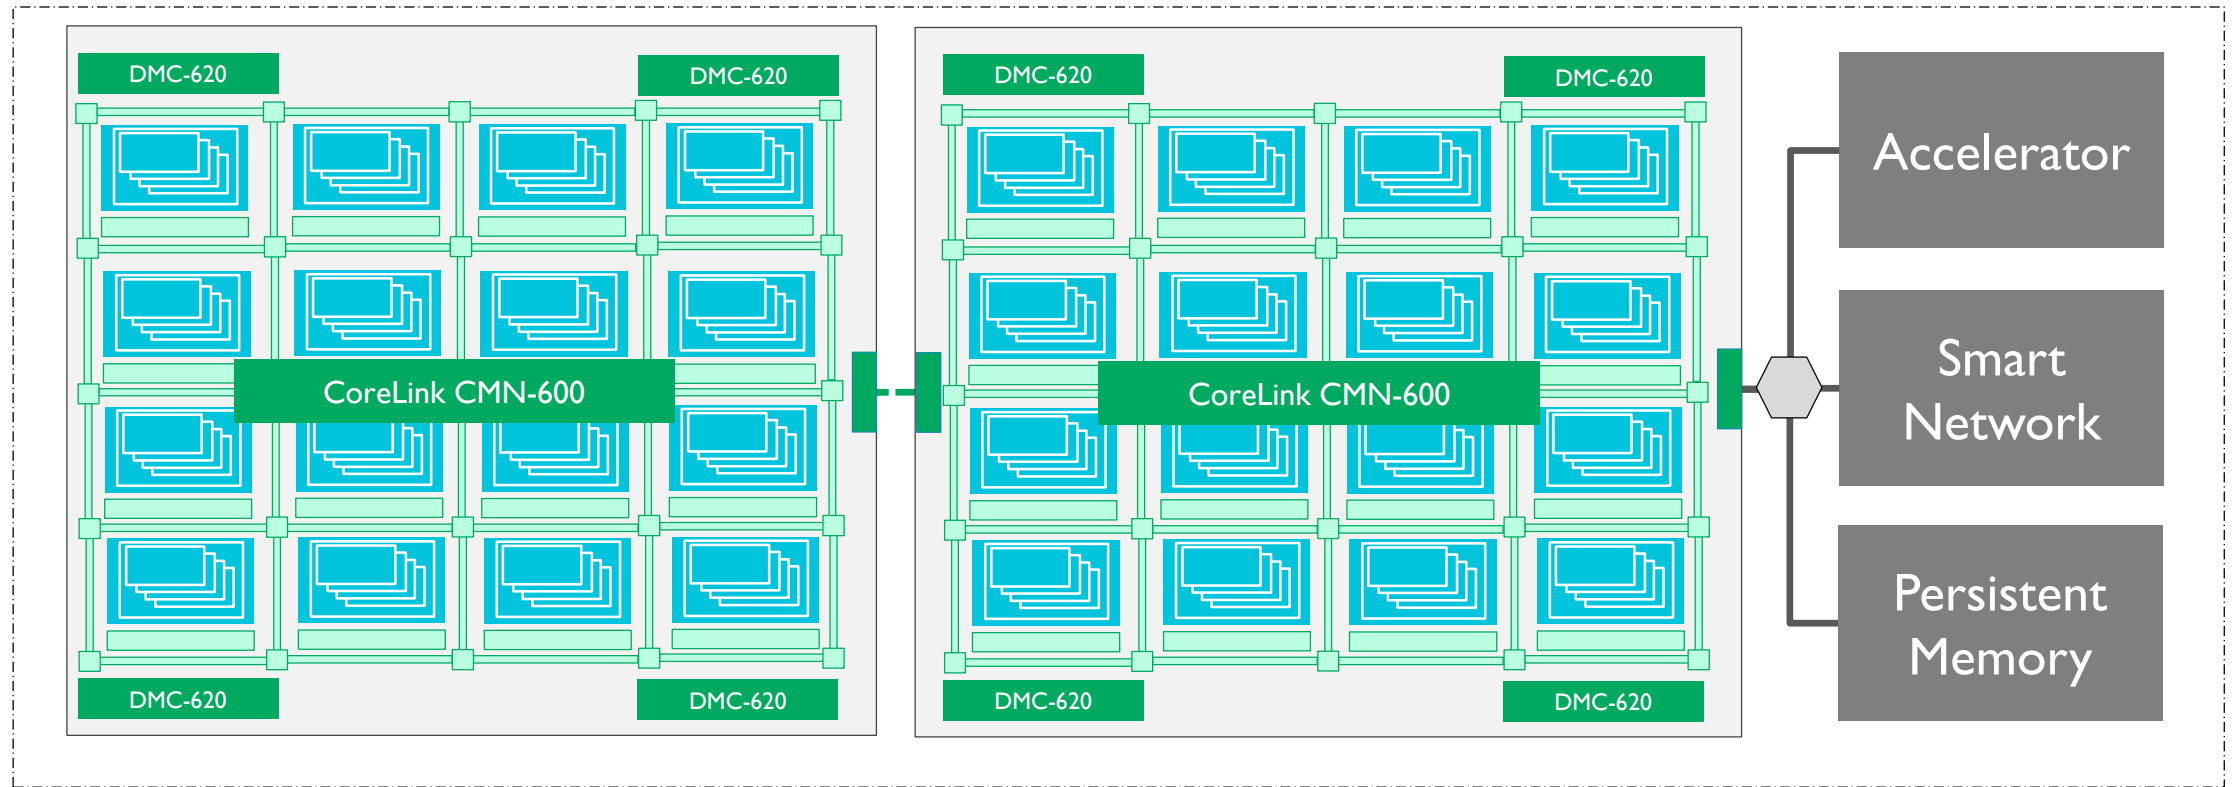 DMC-620
DMC-620
DMC-620
DMC-620
CoreLink CMN-600
CoreLink CMN-600
DMC-620
DMC-620
DMC-620
DMC-620
Accelerator
Smart
Network
Persistent
Memory